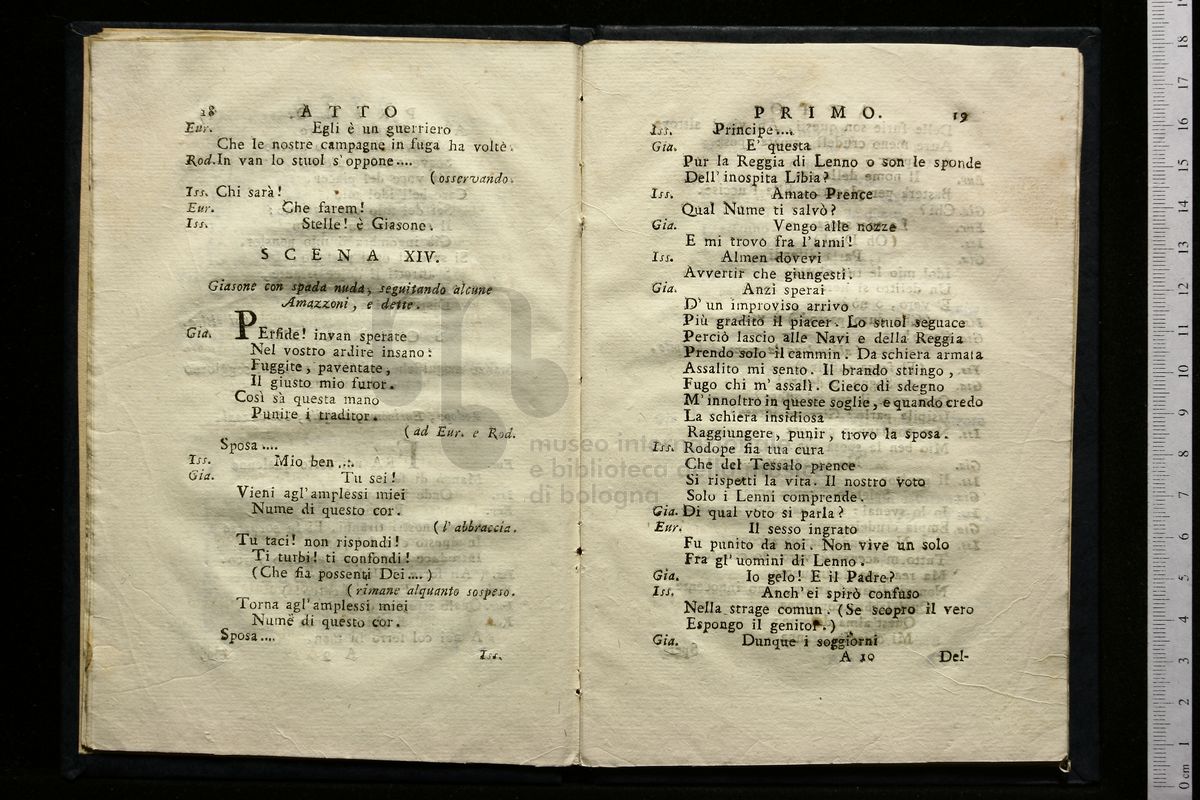 28 ATTO
Eur. Egli è un guerriero
Che le nostre campagne in fuga ha volte.
Rod. In van lo stuol s'oppone....
(osservando.
Iss. Chi sarà!
Eur. Che farem!
Iss. Stelle! è Giasone.
SCENA XIV.
Giasone con spada nuda, seguitando alcune
Amazzoni, e dette.
Gia. PErfide! invan sperate
Nel vostro ardire insano:
Fuggite, paventate,
Il giusto mio furor.
Così sà questa mano
Punire i traditor.
(ad Eur. e Rod.
Sposa....
Iss. Mio ben....
Gia. Tu sei!
Vieni agl'amplessi miei
Nume di questo cor.
(l'abbraccia.
Tu taci! non rispondi!
Ti turbi! ti confondi!
(Che fia possenti Dei....)
(rimane alquanto sospeso.
Torna agl'amplessi miei
Nume di questo cor.
Sposa....
Iss.
PRIMO. 19
Iss. Principe....
Gia. E' questa
Pur la Reggia di Lenno o son le sponde
Dell'inospita Libia?
Iss. Amato Prence
Qual Nume ti salvò?
Gia. Vengo alle nozze
E mi trovo fra l'armi!
Iss. Almen dovevi
Avvertir che giungesti.
Gia. Anzi sperai
D'un improviso arrivo
Più gradito il piacer. Lo stuol seguace
Perciò lascio alle Navi e della Reggia
Prendo solo il cammin. Da schiera armata
Assalito mi sento. Il brando stringo,
Fugo chi m'assalì. Cieco di sdegno
M'innoltro in queste soglie, e quando credo
La schiera insidiosa
Raggiungere, punir, trovo la sposa.
Iss. Rodope fia tua cura
Che del Tessalo prence
Si rispetti la vita. Il nostro voto
Solo i Lenni comprende.
Gia. Di qual voto si parla?
Eur. Il sesso ingrato
Fu punito da noi. Non vive un solo
Fra gl'uomini di Lenno.
Gia. Io gelo! E il Padre?
Iss. Anch'ei spirò confuso
Nella strage comun. (Se scopro il vero
Espongo il genitor.)
Gia. Dunque i soggiorni
A 10 Del-
museo internazionale
e biblioteca della musica
di bologna